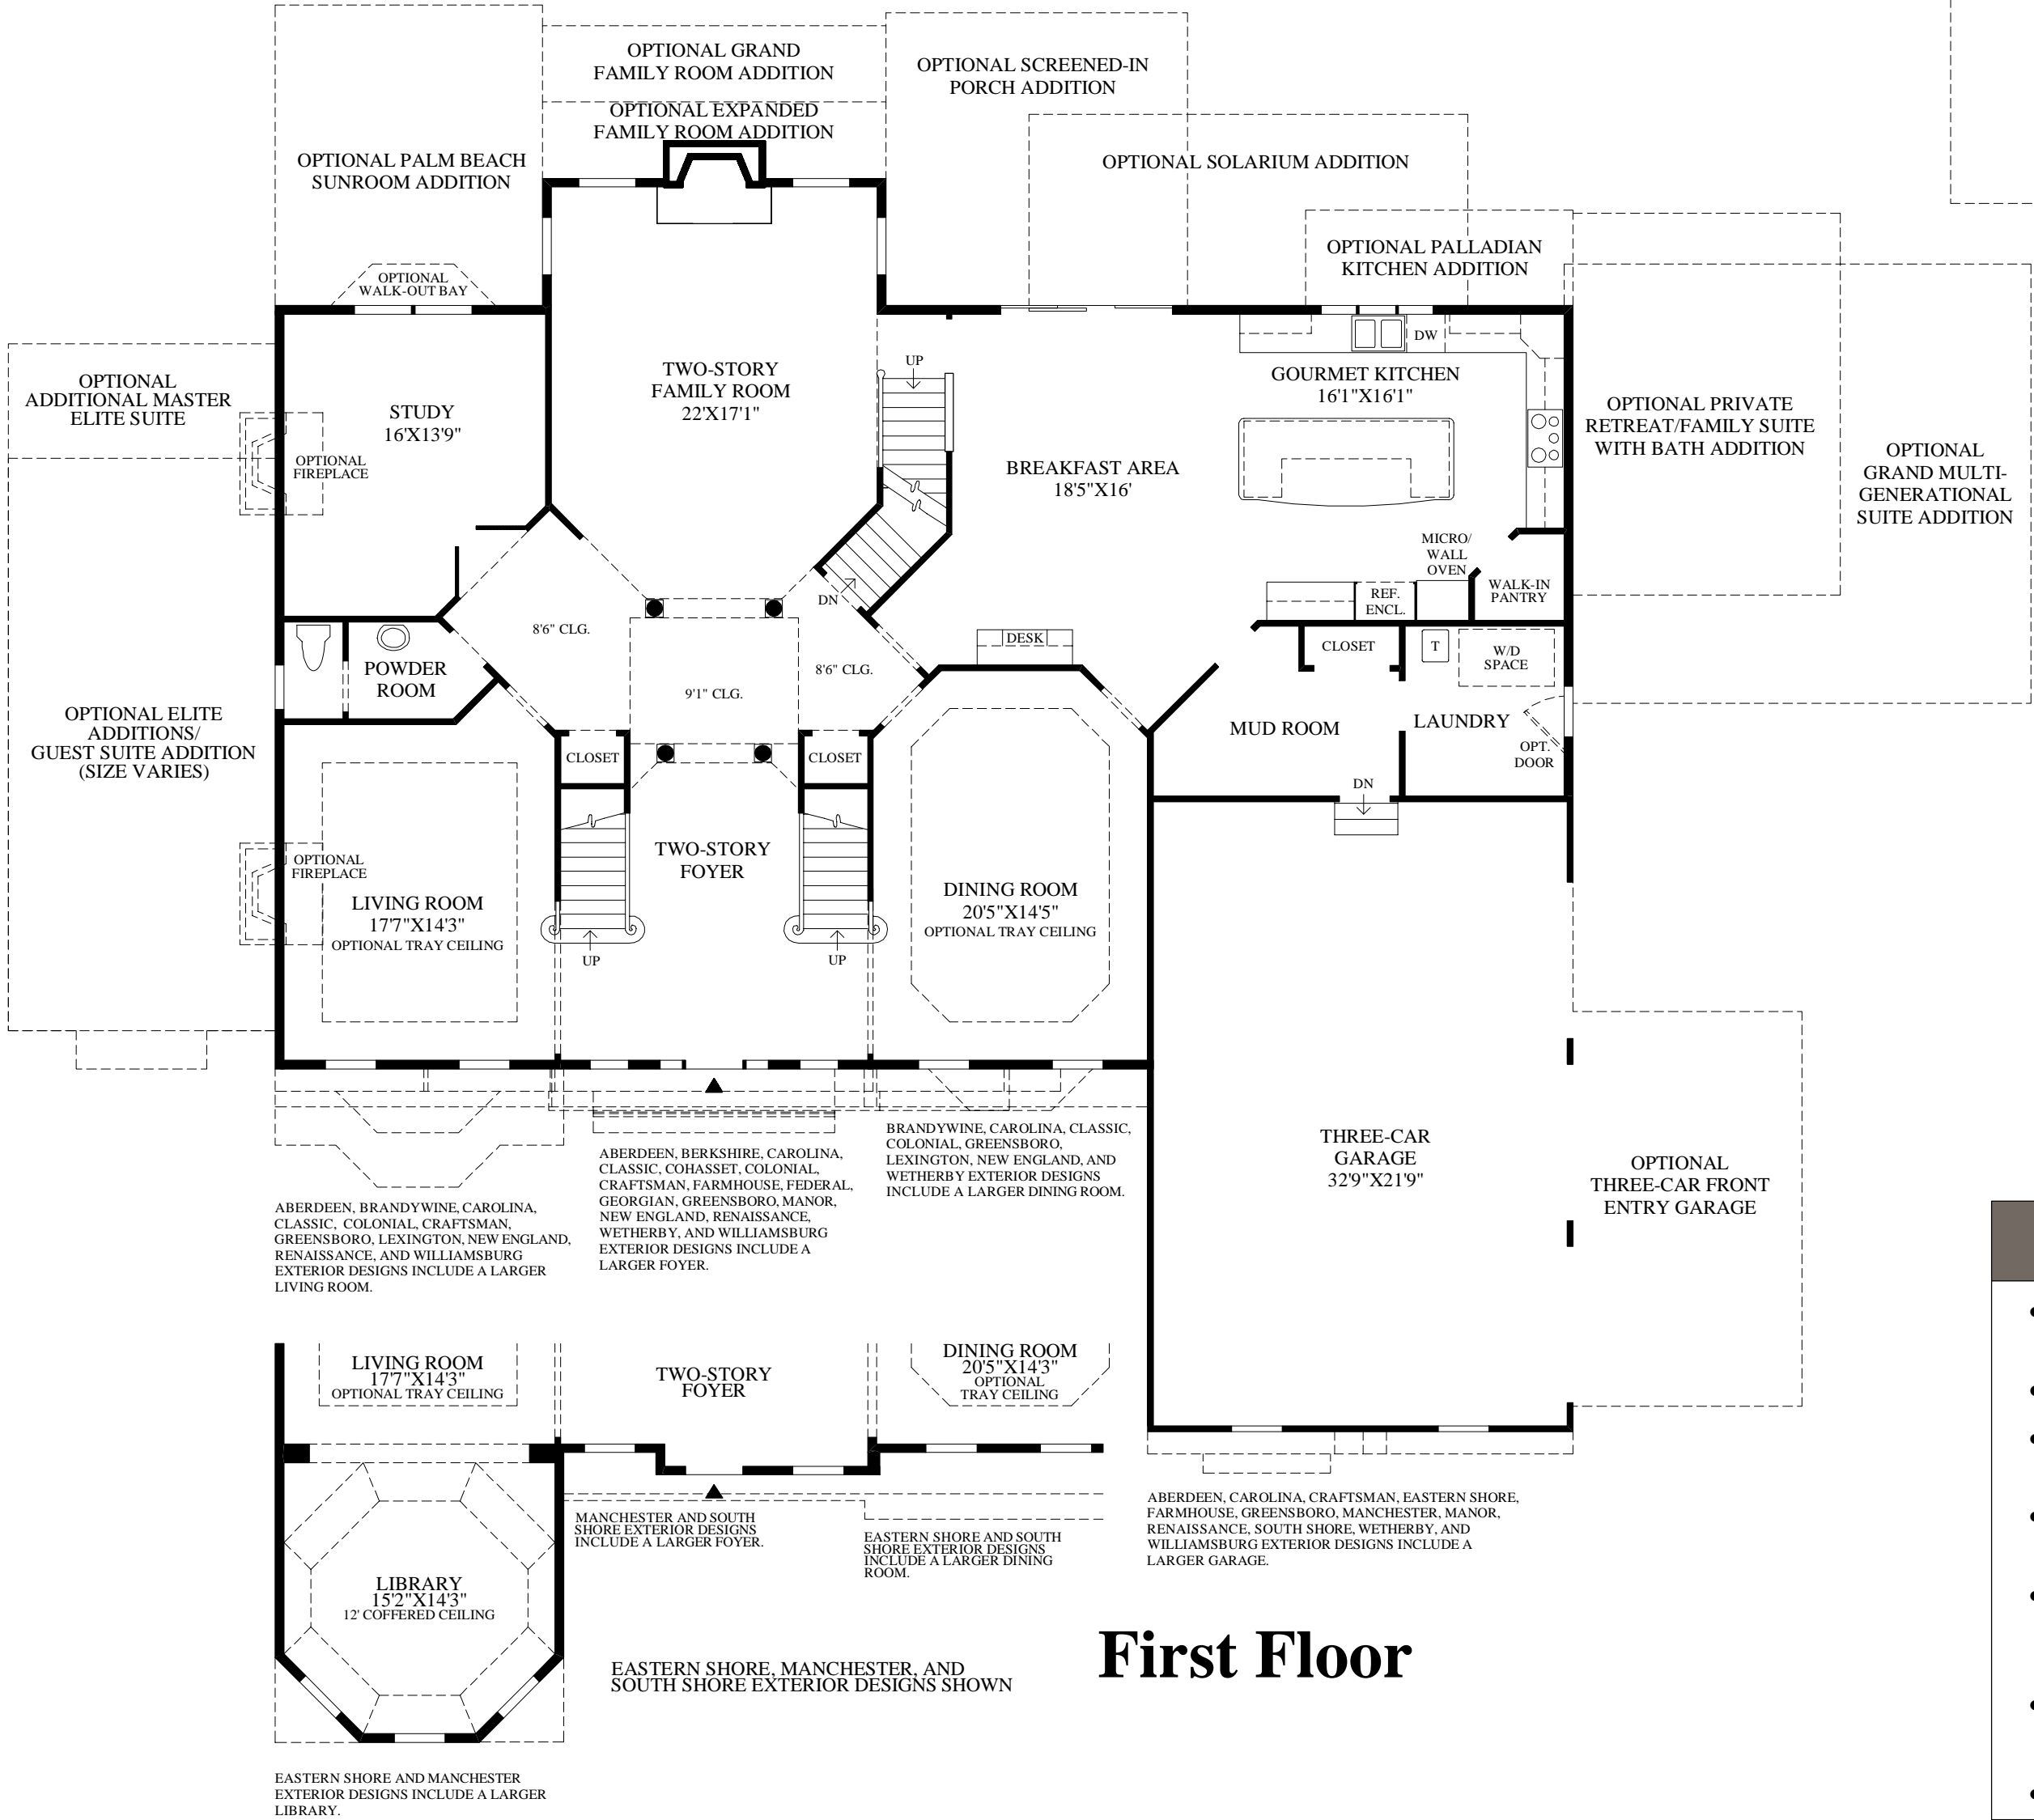 OPTIONAL GRAND
FAMILY ROOM ADDITION
OPTIONAL EXPANDED
FAMILY ROOM ADDITION
OPTIONAL SCREENED-IN
PORCH ADDITION
OPTIONAL PALM BEACH
SUNROOM ADDITION
OPTIONAL SOLARIUM ADDITION
OPTIONAL PALLADIAN
KITCHEN ADDITION
OPTIONAL
WALK-OUT BAY
OPTIONAL
ADDITIONAL MASTER
ELITE SUITE
STUDY
16'X13'9"
OPTIONAL
FIREPLACE
TWO-STORY
FAMILY ROOM
22'X17'1"
UP
DW
GOURMET KITCHEN
16'1"X16'1"
BREAKFAST AREA
18'5"X16'
OPTIONAL PRIVATE
RETREAT/FAMILY SUITE
WITH BATH ADDITION
OPTIONAL
GRAND MULTI-
GENERATIONAL
SUITE ADDITION
MICRO/
WALL
OVEN
WALK-IN
PANTRY
REF.
ENCL.
DN
8'6" CLG.
8'6" CLG.
9'1" CLG.
DESK
CLOSET
T
W/D
SPACE
POWDER
ROOM
MUD ROOM
LAUNDRY
OPT.
DOOR
DN
OPTIONAL ELITE
ADDITIONS/
GUEST SUITE ADDITION
(SIZE VARIES)
CLOSET
CLOSET
OPTIONAL
FIREPLACE
LIVING ROOM
17'7"X14'3"
OPTIONAL TRAY CEILING
TWO-STORY
FOYER
UP
UP
DINING ROOM
20'5"X14'5"
OPTIONAL TRAY CEILING
THREE-CAR
GARAGE
32'9"X21'9"
OPTIONAL
THREE-CAR FRONT
ENTRY GARAGE
ABERDEEN, BRANDYWINE, CAROLINA,
CLASSIC, COLONIAL, CRAFTSMAN,
GREENSBORO, LEXINGTON, NEW ENGLAND,
RENAISSANCE, AND WILLIAMSBURG
EXTERIOR DESIGNS INCLUDE A LARGER
LIVING ROOM.
ABERDEEN, BERKSHIRE, CAROLINA,
CLASSIC, COHASSET, COLONIAL,
CRAFTSMAN, FARMHOUSE, FEDERAL,
GEORGIAN, GREENSBORO, MANOR,
NEW ENGLAND, RENAISSANCE,
WETHERBY, AND WILLIAMSBURG
EXTERIOR DESIGNS INCLUDE A
LARGER FOYER.
BRANDYWINE, CAROLINA, CLASSIC,
COLONIAL, GREENSBORO,
LEXINGTON, NEW ENGLAND, AND
WETHERBY EXTERIOR DESIGNS
INCLUDE A LARGER DINING ROOM.
LIVING ROOM
17'7"X14'3"
OPTIONAL TRAY CEILING
TWO-STORY
FOYER
DINING ROOM
20'5"X14'3"
OPTIONAL
TRAY CEILING
MANCHESTER AND SOUTH
SHORE EXTERIOR DESIGNS
INCLUDE A LARGER FOYER.
EASTERN SHORE AND SOUTH
SHORE EXTERIOR DESIGNS
INCLUDE A LARGER DINING
ROOM.
ABERDEEN, CAROLINA, CRAFTSMAN, EASTERN SHORE,
FARMHOUSE, GREENSBORO, MANCHESTER, MANOR,
RENAISSANCE, SOUTH SHORE, WETHERBY, AND
WILLIAMSBURG EXTERIOR DESIGNS INCLUDE A
LARGER GARAGE.
LIBRARY
15'2"X14'3"
12' COFFERED CEILING
EASTERN SHORE, MANCHESTER, AND
SOUTH SHORE EXTERIOR DESIGNS SHOWN
First Floor
EASTERN SHORE AND MANCHESTER
EXTERIOR DESIGNS INCLUDE A LARGER
LIBRARY.